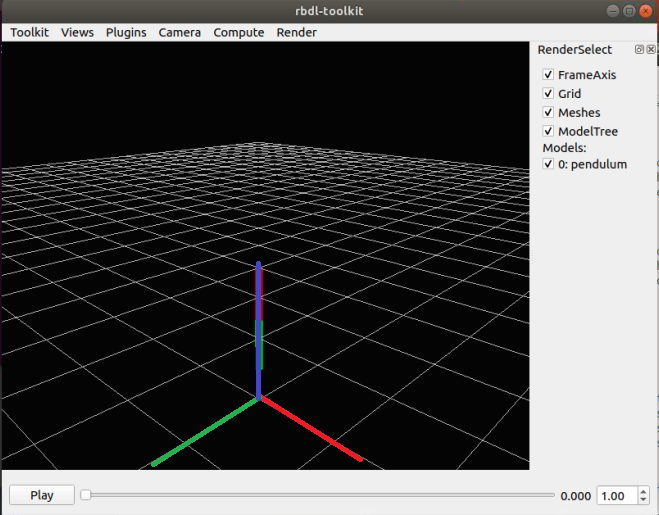 rbdl-toolkit
Toolkit Views Plugins Camera Compute Render
RenderSelect
FrameAxis
Grid
Meshes
ModelTree
Models:
0: pendulum
Play 0.000 1.00